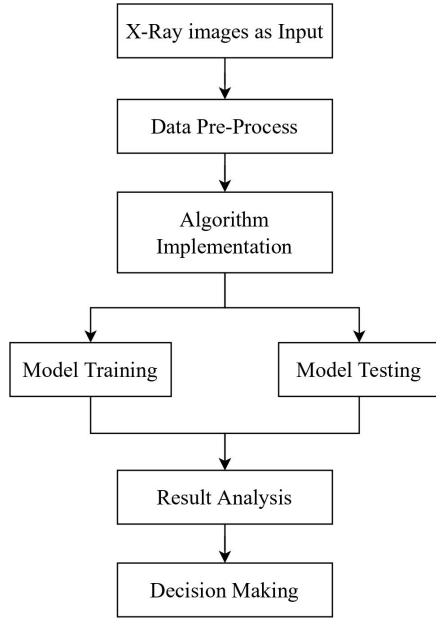 X-Ray images as Input
Data Pre-Process
Algorithm
Implementation
Model Training
Model Testing
Result Analysis
Decision Making